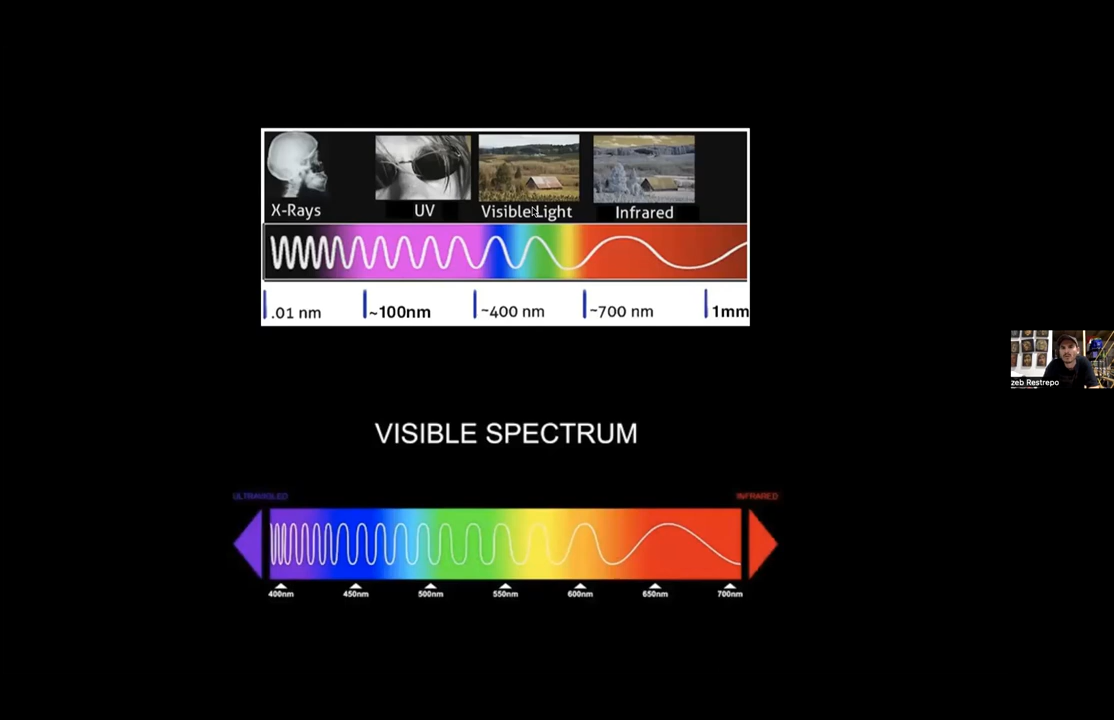 X-Rays
UV
Visible Light
Infrared
.01 nm
~100nm
~400 nm
~700 nm
1mm
zeb Restrepo
VISIBLE SPECTRUM
ULTRAVIOLED
INFRARED
400nm
450nm
500nm
550nm
600nm
650nm
700nm